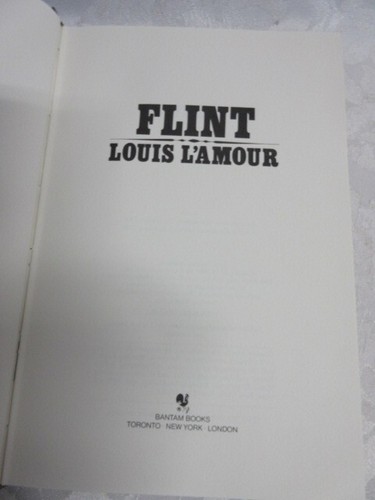 FLINT
LOUIS L'AMOUR
BANTAM BOOKS
TORONTO · NEW YORK · LONDON